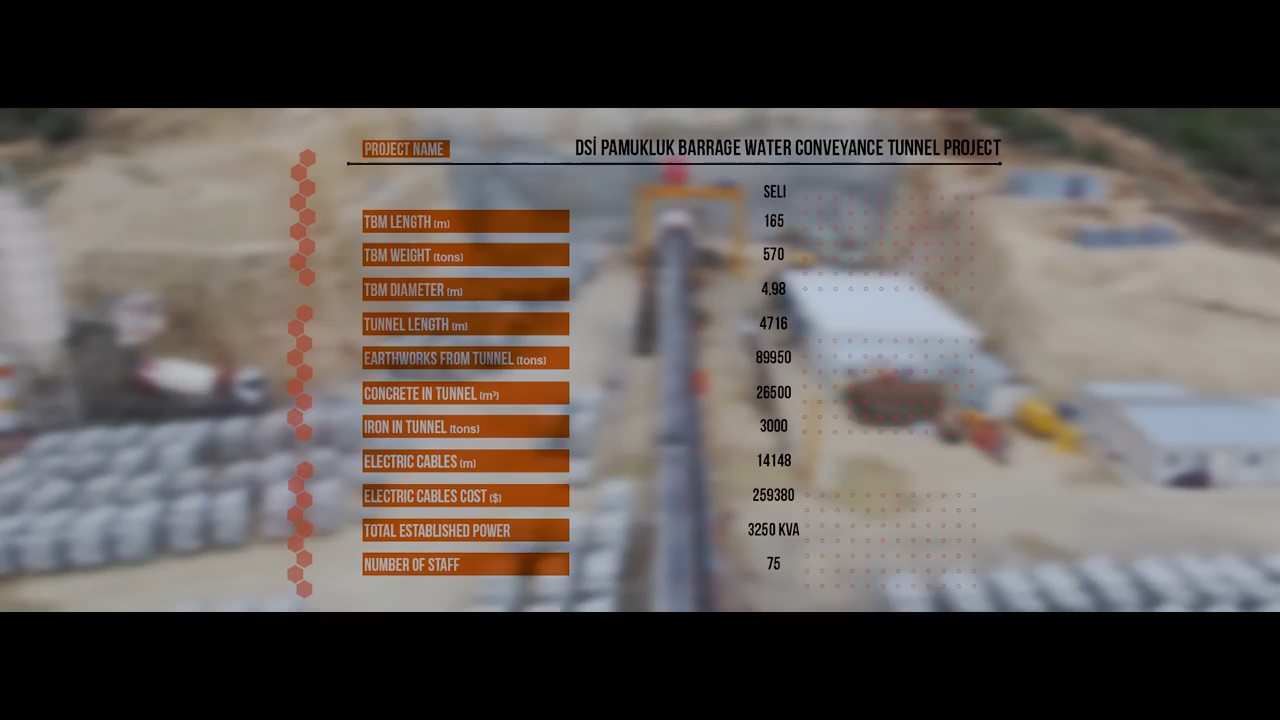 PROJECT NAME DSİ PAMUKLUK BARRAGE WATER CONVEYANCE TUNNEL PROJECT
SELI
TBM LENGTH (m) 165
TBM WEIGHT (tons) 570
TBM DIAMETER (m) 4,98
TUNNEL LENGTH (m) 4716
EARTHWORKS FROM TUNNEL (tons) 89950
CONCRETE IN TUNNEL (m³) 26500
IRON IN TUNNEL (tons) 3000
ELECTRIC CABLES (m) 14148
ELECTRIC CABLES COST ($) 259380
TOTAL ESTABLISHED POWER 3250 KVA
NUMBER OF STAFF 75